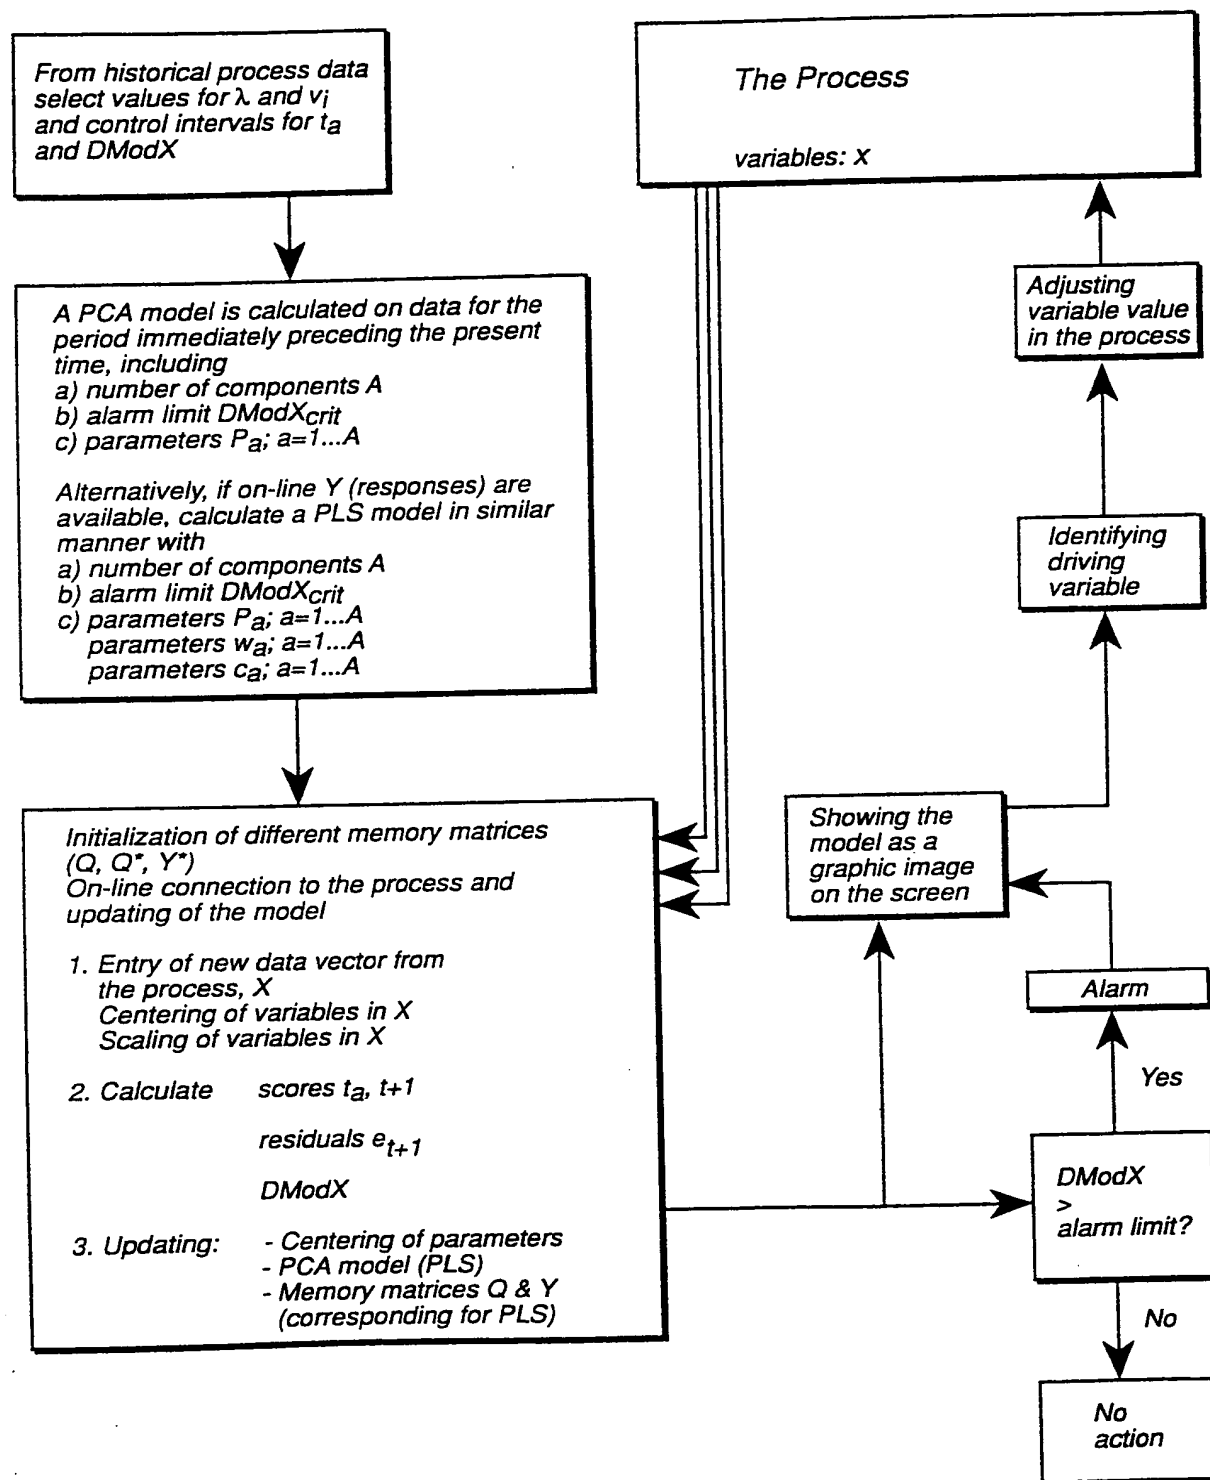 From historical process data
select values for λ and vi
and control intervals for ta
and DModX
The Process
variables: x
A PCA model is calculated on data for the
period immediately preceding the present
time, including
a) number of components A
b) alarm limit DModXcrit
c) parameters Pa; a=1...A
Alternatively, if on-line Y (responses) are
available, calculate a PLS model in similar
manner with
a) number of components A
b) alarm limit DModXcrit
c) parameters Pa; a=1...A
parameters wa; a=1...A
parameters ca; a=1...A
Initialization of different memory matrices
(Q, Q*, Y*)
On-line connection to the process and
updating of the model
1. Entry of new data vector from
the process, X
Centering of variables in X
Scaling of variables in X
2. Calculate scores ta, t+1
residuals et+1
DModX
3. Updating: - Centering of parameters
- PCA model (PLS)
- Memory matrices Q & Y
(corresponding for PLS)
Adjusting
variable value
in the process
Identifying
driving
variable
Showing the
model as a
graphic image
on the screen
Alarm
Yes
DModX
>
alarm limit?
No
No
action